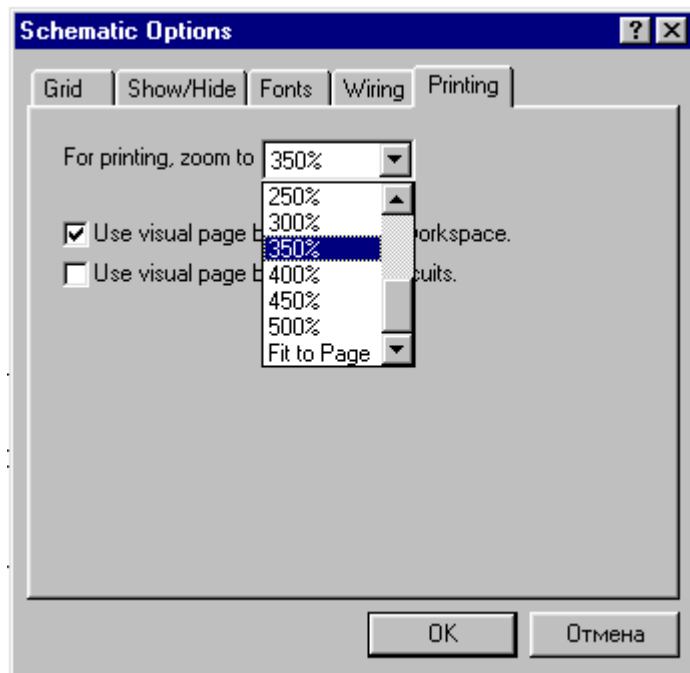 Schematic Options
Grid Show/Hide Fonts Wiring Printing
For printing, zoom to 350%
250%
300%
Use visual page orkspace.
350%
Use visual page cuits.
400%
450%
500%
Fit to Page
OK Отмена